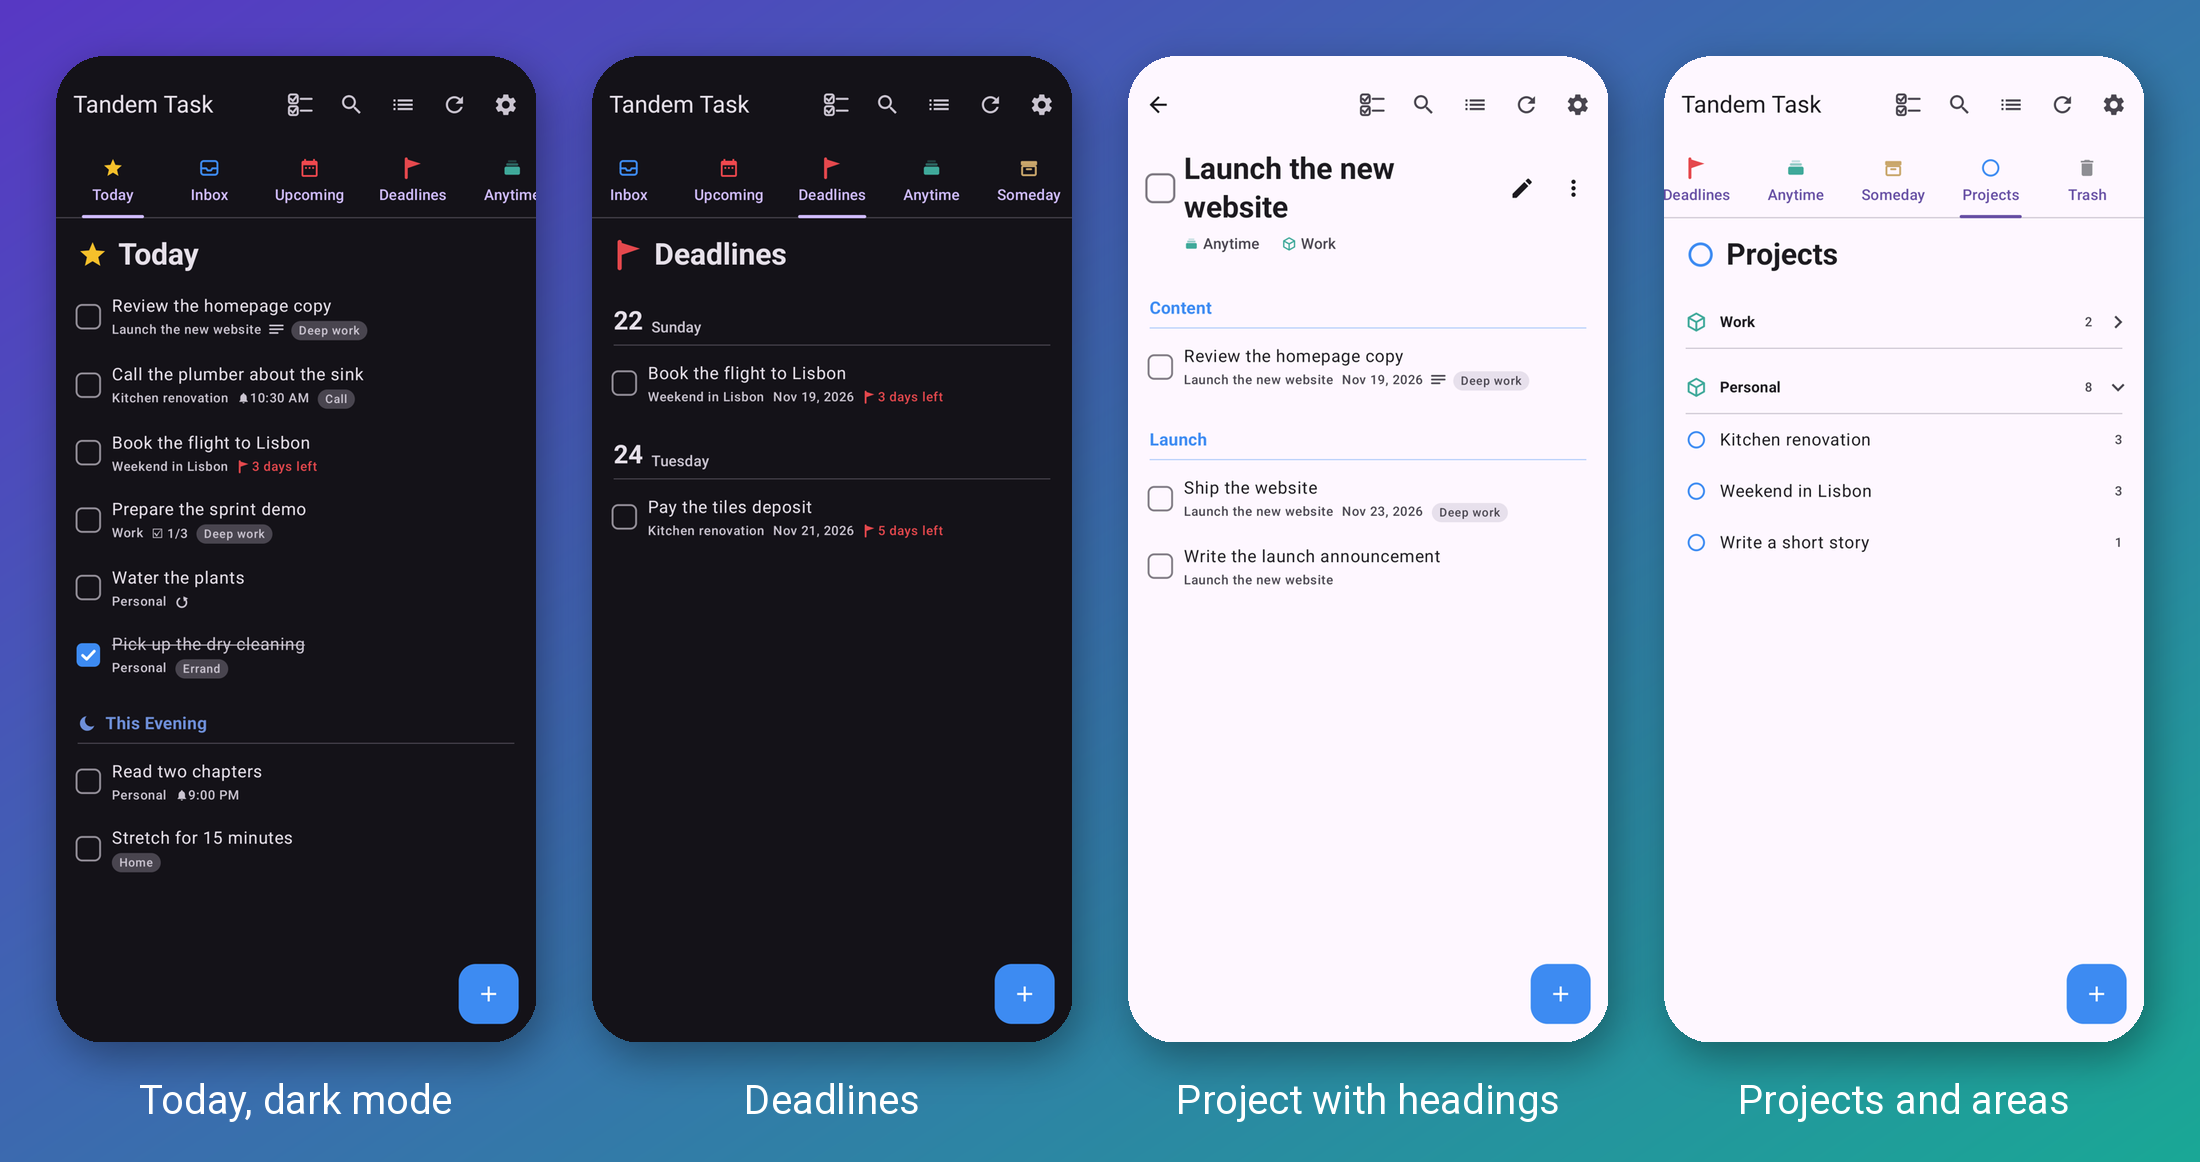 Tandem Task
Today Inbox Upcoming Deadlines Anytime
Today
Review the homepage copy
Launch the new website Deep work
Call the plumber about the sink
Kitchen renovation 10:30 AM Call
Book the flight to Lisbon
Weekend in Lisbon 3 days left
Prepare the sprint demo
Work 1/3 Deep work
Water the plants
Personal
Pick up the dry cleaning
Personal Errand
This Evening
Read two chapters
Personal 9:00 PM
Stretch for 15 minutes
Home
+
Today, dark mode
Tandem Task
Inbox Upcoming Deadlines Anytime Someday
Deadlines
22 Sunday
Book the flight to Lisbon
Weekend in Lisbon Nov 19, 2026 3 days left
24 Tuesday
Pay the tiles deposit
Kitchen renovation Nov 21, 2026 5 days left
+
Deadlines
Launch the new
website
Anytime Work
Content
Review the homepage copy
Launch the new website Nov 19, 2026 Deep work
Launch
Ship the website
Launch the new website Nov 23, 2026 Deep work
Write the launch announcement
Launch the new website
+
Project with headings
Tandem Task
Deadlines Anytime Someday Projects Trash
Projects
Work 2
Personal 8
Kitchen renovation 3
Weekend in Lisbon 3
Write a short story 1
+
Projects and areas